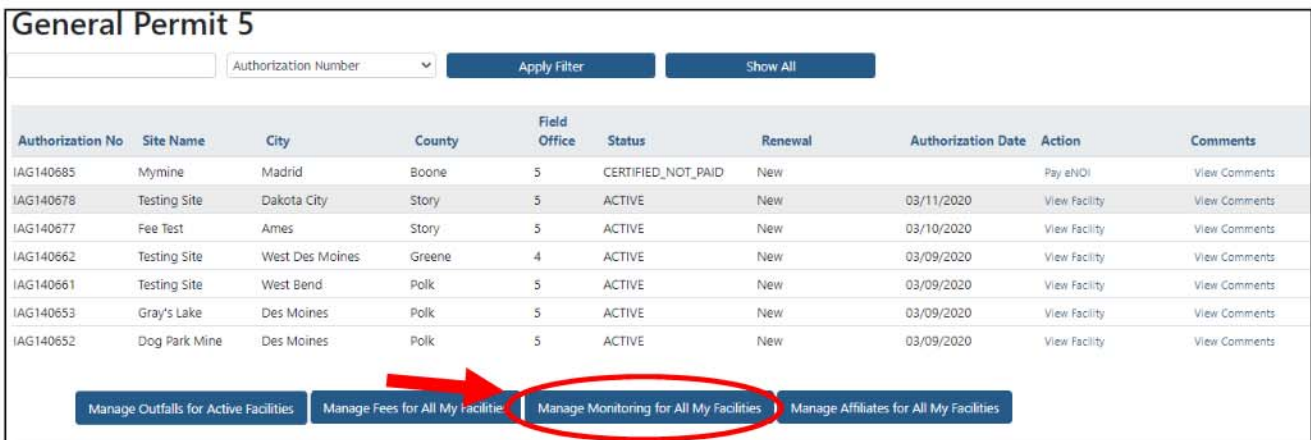 General Permit 5
Authorization Number Apply Filter Show All
Authorization No Site Name City County Field Office Status Renewal Authorization Date Action Comments
IAG140685 Mymine Madrid Boone 5 CERTIFIED_NOT_PAID New Pay eNOI View Comments
IAG140678 Testing Site Dakota City Story 5 ACTIVE New 03/11/2020 View Facility View Comments
IAG140677 Fee Test Ames Story 5 ACTIVE New 03/10/2020 View Facility View Comments
IAG140662 Testing Site West Des Moines Greene 4 ACTIVE New 03/09/2020 View Facility View Comments
IAG140661 Testing Site West Bend Polk 5 ACTIVE New 03/09/2020 View Facility View Comments
IAG140653 Gray's Lake Des Moines Polk 5 ACTIVE New 03/09/2020 View Facility View Comments
IAG140652 Dog Park Mine Des Moines Polk 5 ACTIVE New 03/09/2020 View Facility View Comments
Manage Outfalls for Active Facilities Manage Fees for All My Facilities Manage Monitoring for All My Facilities Manage Affiliates for All My Facilities